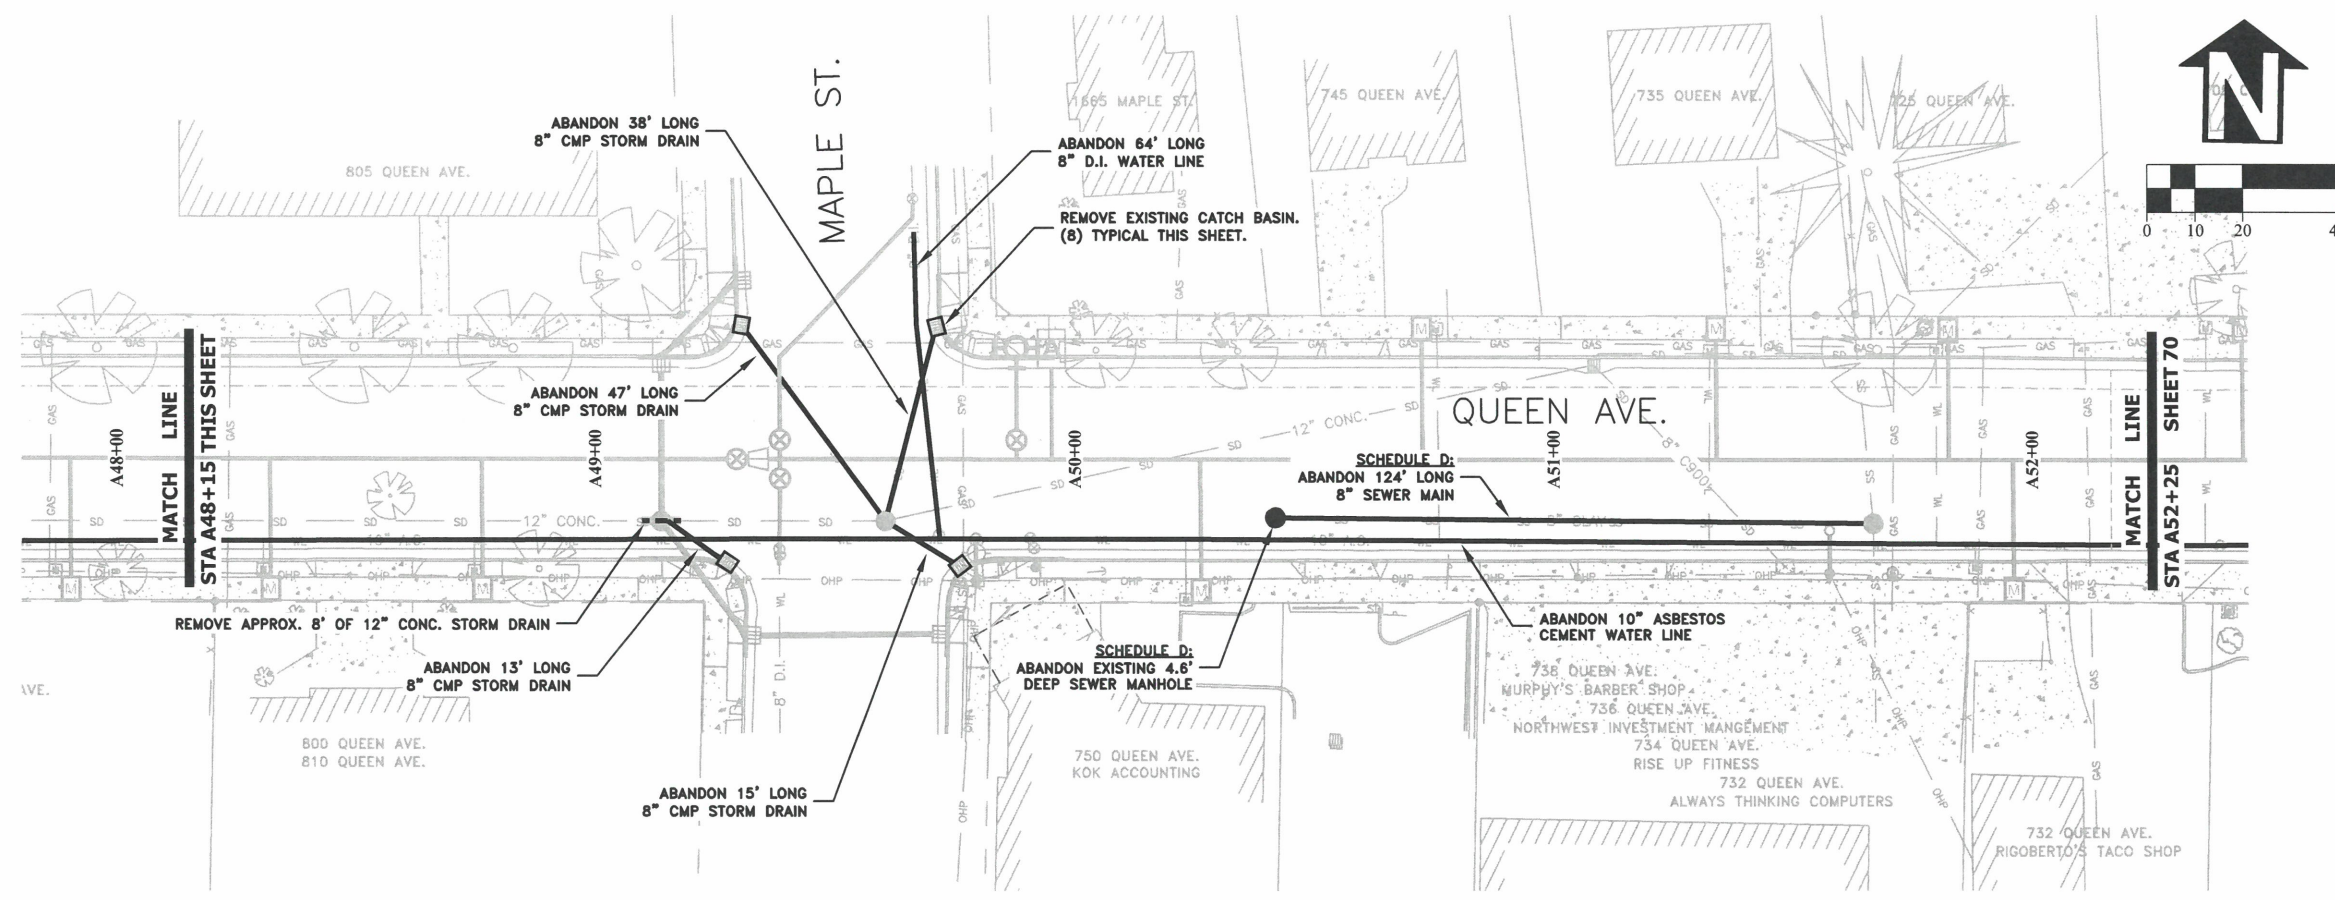 MAPLE ST.
ABANDON 38' LONG
8" CMP STORM DRAIN
ABANDON 64' LONG
8" D.I. WATER LINE
REMOVE EXISTING CATCH BASIN.
(8) TYPICAL THIS SHEET.
1665 MAPLE ST.
745 QUEEN AVE.
735 QUEEN AVE.
725 QUEEN AVE.
N
0 10 20
805 QUEEN AVE.
ABANDON 47' LONG
8" CMP STORM DRAIN
QUEEN AVE.
12" CONC.
MATCH LINE
STA A48+15 THIS SHEET
A48+00
A49+00
A50+00
A51+00
A52+00
MATCH LINE
STA A52+25 SHEET 70
SCHEDULE D:
ABANDON 124' LONG
8" SEWER MAIN
12" CONC.
REMOVE APPROX. 8' OF 12" CONC. STORM DRAIN
ABANDON 13' LONG
8" CMP STORM DRAIN
SCHEDULE D:
ABANDON EXISTING 4.6'
DEEP SEWER MANHOLE
ABANDON 10" ASBESTOS
CEMENT WATER LINE
8" D.I.
738 QUEEN AVE.
MURPHY'S BARBER SHOP
736 QUEEN AVE.
NORTHWEST INVESTMENT MANGEMENT
734 QUEEN AVE.
RISE UP FITNESS
732 QUEEN AVE.
ALWAYS THINKING COMPUTERS
732 QUEEN AVE.
RIGOBERTO'S TACO SHOP
800 QUEEN AVE.
810 QUEEN AVE.
750 QUEEN AVE.
KOK ACCOUNTING
ABANDON 15' LONG
8" CMP STORM DRAIN